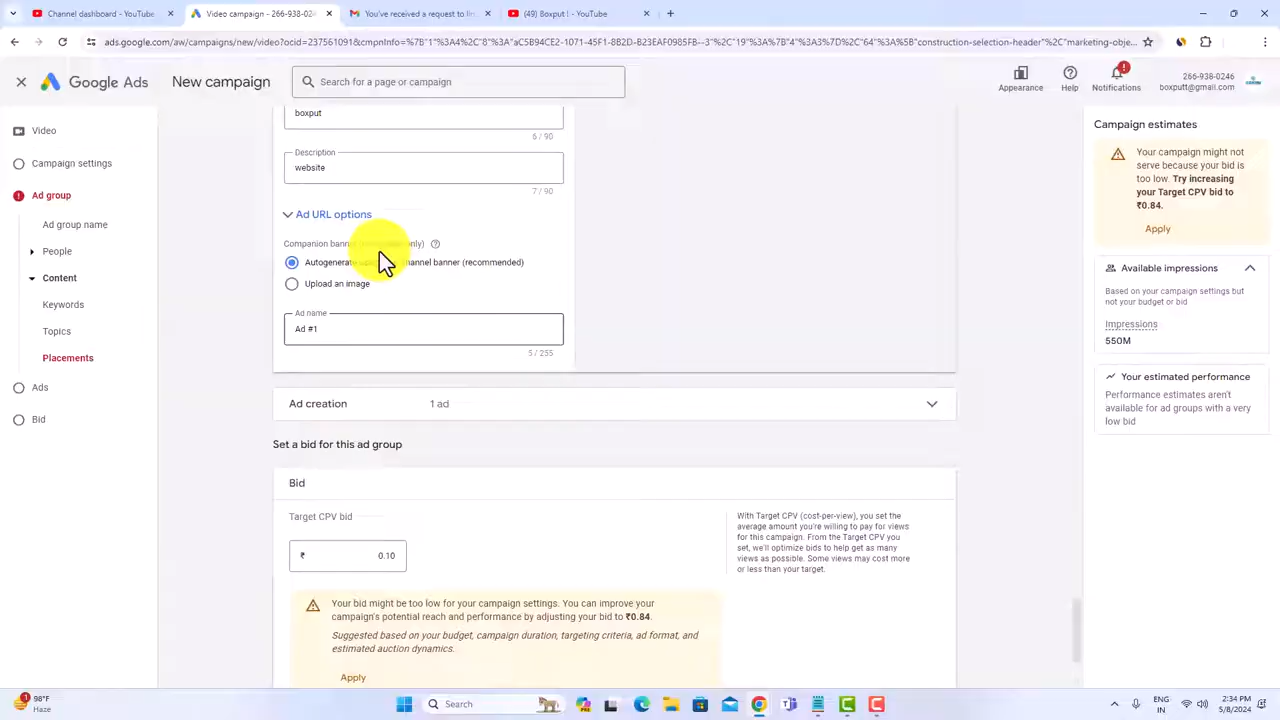 Channel dashboard - YouTube
Video campaign - 266-938-024
You've received a request to lin
(49) Boxput l - YouTube
ads.google.com/aw/campaigns/new/video?ocid=237561091&cmpnInfo=%7B"1"%3A4%2C"8"%3A"aC5B94CE2-1071-45F1-8B2D-B23EAF0985FB--3"%2C"19"%3A%7B"4"%3A3%7D%2C"64"%3A%5B"construction-selection-header"%2C"marketing-obje...
Google Ads
New campaign
Search for a page or campaign
Appearance
Help
Notifications
266-938-0246
boxputt@gmail.com
Video
Campaign settings
Ad group
Ad group name
People
Content
Keywords
Topics
Placements
Ads
Bid
boxput
6 / 90
Description
website
7 / 90
Ad URL options
Companion banner only)
Autogenerate channel banner (recommended)
Upload an image
Ad name
Ad #1
5 / 255
Ad creation 1 ad
Set a bid for this ad group
Bid
Target CPV bid
₹ 0.10
With Target CPV (cost-per-view), you set the
average amount you're willing to pay for views
for this campaign. From the Target CPV you
set, we'll optimize bids to help get as many
views as possible. Some views may cost more
or less than your target.
Your bid might be too low for your campaign settings. You can improve your
campaign's potential reach and performance by adjusting your bid to ₹0.84.
Suggested based on your budget, campaign duration, targeting criteria, ad format, and
estimated auction dynamics.
Apply
Campaign estimates
Your campaign might not
serve because your bid is
too low. Try increasing
your Target CPV bid to
₹0.84.
Apply
Available impressions
Based on your campaign settings but
not your budget or bid
Impressions
550M
Your estimated performance
Performance estimates aren't
available for ad groups with a very
low bid
1
98°F
Haze
Search
ENG
IN
2:34 PM
5/8/2024